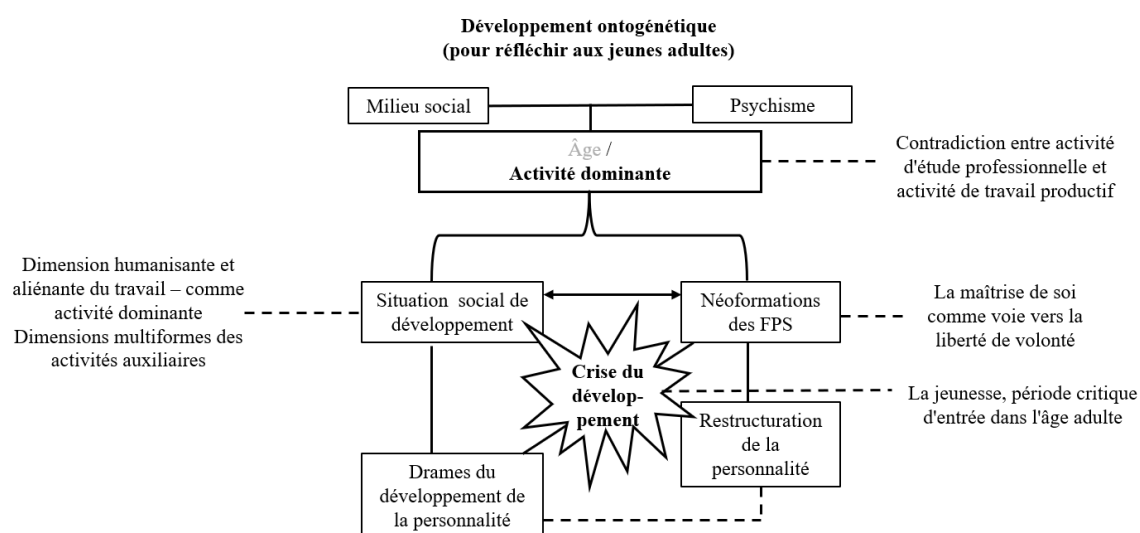 Développement ontogénétique
(pour réfléchir aux jeunes adultes)
Milieu social
Psychisme
Âge /
Activité dominante
Contradiction entre activité
d'étude professionnelle et
activité de travail productif
Dimension humanisante et
aliénante du travail – comme
activité dominante
Dimensions multiformes des
activités auxiliaires
Situation social de
développement
Néoformations
des FPS
La maîtrise de soi
comme voie vers la
liberté de volonté
Crise du
dévelop-
pement
La jeunesse, période critique
d'entrée dans l'âge adulte
Restructuration
de la
personnalité
Drames du
développement de
la personnalité